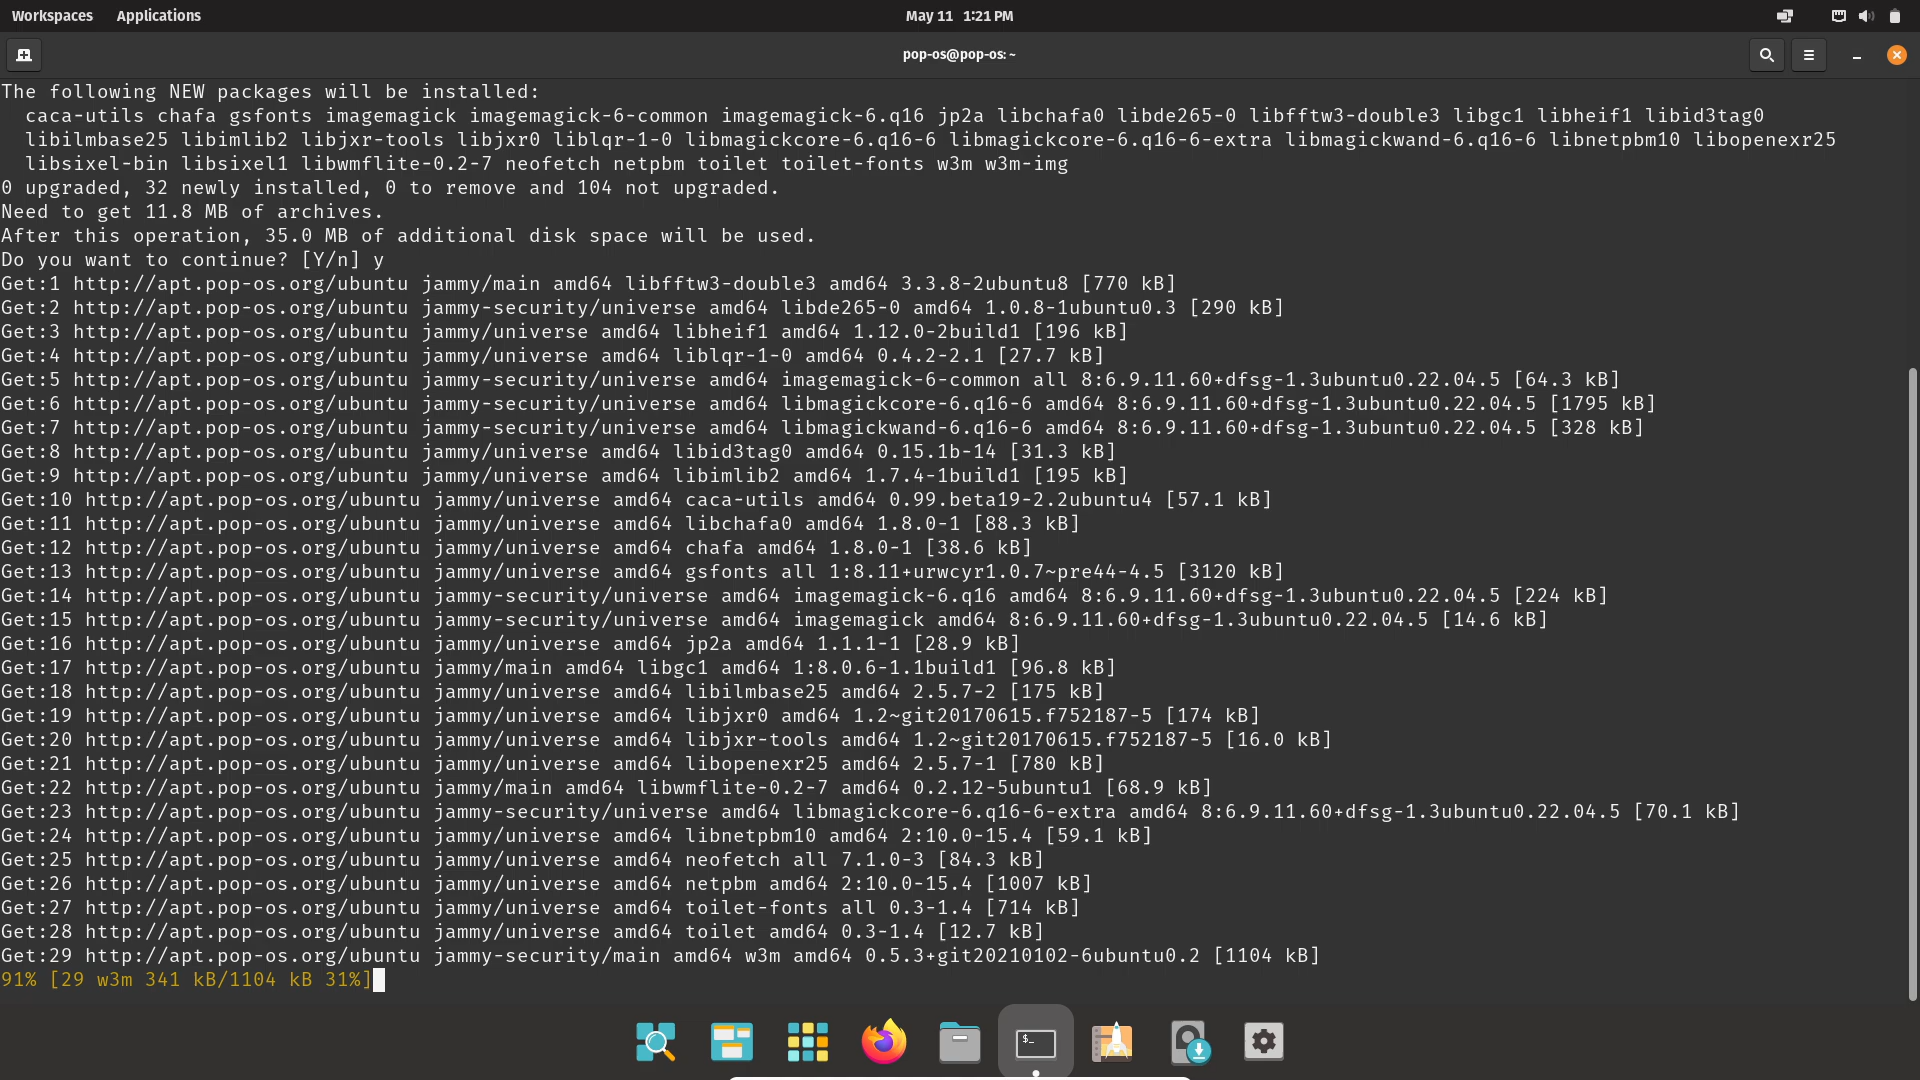 Workspaces Applications May 11 1:21 PM
pop-os@pop-os: ~
The following NEW packages will be installed:
  caca-utils chafa gsfonts imagemagick imagemagick-6-common imagemagick-6.q16 jp2a libchafa0 libde265-0 libfftw3-double3 libgc1 libheif1 libid3tag0
  libilmbase25 libimlib2 libjxr-tools libjxr0 liblqr-1-0 libmagickcore-6.q16-6 libmagickcore-6.q16-6-extra libmagickwand-6.q16-6 libnetpbm10 libopenexr25
  libsixel-bin libsixel1 libwmflite-0.2-7 neofetch netpbm toilet toilet-fonts w3m w3m-img
0 upgraded, 32 newly installed, 0 to remove and 104 not upgraded.
Need to get 11.8 MB of archives.
After this operation, 35.0 MB of additional disk space will be used.
Do you want to continue? [Y/n] y
Get:1 http://apt.pop-os.org/ubuntu jammy/main amd64 libfftw3-double3 amd64 3.3.8-2ubuntu8 [770 kB]
Get:2 http://apt.pop-os.org/ubuntu jammy-security/universe amd64 libde265-0 amd64 1.0.8-1ubuntu0.3 [290 kB]
Get:3 http://apt.pop-os.org/ubuntu jammy/universe amd64 libheif1 amd64 1.12.0-2build1 [196 kB]
Get:4 http://apt.pop-os.org/ubuntu jammy/universe amd64 liblqr-1-0 amd64 0.4.2-2.1 [27.7 kB]
Get:5 http://apt.pop-os.org/ubuntu jammy-security/universe amd64 imagemagick-6-common all 8:6.9.11.60+dfsg-1.3ubuntu0.22.04.5 [64.3 kB]
Get:6 http://apt.pop-os.org/ubuntu jammy-security/universe amd64 libmagickcore-6.q16-6 amd64 8:6.9.11.60+dfsg-1.3ubuntu0.22.04.5 [1795 kB]
Get:7 http://apt.pop-os.org/ubuntu jammy-security/universe amd64 libmagickwand-6.q16-6 amd64 8:6.9.11.60+dfsg-1.3ubuntu0.22.04.5 [328 kB]
Get:8 http://apt.pop-os.org/ubuntu jammy/universe amd64 libid3tag0 amd64 0.15.1b-14 [31.3 kB]
Get:9 http://apt.pop-os.org/ubuntu jammy/universe amd64 libimlib2 amd64 1.7.4-1build1 [195 kB]
Get:10 http://apt.pop-os.org/ubuntu jammy/universe amd64 caca-utils amd64 0.99.beta19-2.2ubuntu4 [57.1 kB]
Get:11 http://apt.pop-os.org/ubuntu jammy/universe amd64 libchafa0 amd64 1.8.0-1 [88.3 kB]
Get:12 http://apt.pop-os.org/ubuntu jammy/universe amd64 chafa amd64 1.8.0-1 [38.6 kB]
Get:13 http://apt.pop-os.org/ubuntu jammy/universe amd64 gsfonts all 1:8.11+urwcyr1.0.7~pre44-4.5 [3120 kB]
Get:14 http://apt.pop-os.org/ubuntu jammy-security/universe amd64 imagemagick-6.q16 amd64 8:6.9.11.60+dfsg-1.3ubuntu0.22.04.5 [224 kB]
Get:15 http://apt.pop-os.org/ubuntu jammy-security/universe amd64 imagemagick amd64 8:6.9.11.60+dfsg-1.3ubuntu0.22.04.5 [14.6 kB]
Get:16 http://apt.pop-os.org/ubuntu jammy/universe amd64 jp2a amd64 1.1.1-1 [28.9 kB]
Get:17 http://apt.pop-os.org/ubuntu jammy/main amd64 libgc1 amd64 1:8.0.6-1.1build1 [96.8 kB]
Get:18 http://apt.pop-os.org/ubuntu jammy/universe amd64 libilmbase25 amd64 2.5.7-2 [175 kB]
Get:19 http://apt.pop-os.org/ubuntu jammy/universe amd64 libjxr0 amd64 1.2~git20170615.f752187-5 [174 kB]
Get:20 http://apt.pop-os.org/ubuntu jammy/universe amd64 libjxr-tools amd64 1.2~git20170615.f752187-5 [16.0 kB]
Get:21 http://apt.pop-os.org/ubuntu jammy/universe amd64 libopenexr25 amd64 2.5.7-1 [780 kB]
Get:22 http://apt.pop-os.org/ubuntu jammy/main amd64 libwmflite-0.2-7 amd64 0.2.12-5ubuntu1 [68.9 kB]
Get:23 http://apt.pop-os.org/ubuntu jammy-security/universe amd64 libmagickcore-6.q16-6-extra amd64 8:6.9.11.60+dfsg-1.3ubuntu0.22.04.5 [70.1 kB]
Get:24 http://apt.pop-os.org/ubuntu jammy/universe amd64 libnetpbm10 amd64 2:10.0-15.4 [59.1 kB]
Get:25 http://apt.pop-os.org/ubuntu jammy/universe amd64 neofetch all 7.1.0-3 [84.3 kB]
Get:26 http://apt.pop-os.org/ubuntu jammy/universe amd64 netpbm amd64 2:10.0-15.4 [1007 kB]
Get:27 http://apt.pop-os.org/ubuntu jammy/universe amd64 toilet-fonts all 0.3-1.4 [714 kB]
Get:28 http://apt.pop-os.org/ubuntu jammy/universe amd64 toilet amd64 0.3-1.4 [12.7 kB]
Get:29 http://apt.pop-os.org/ubuntu jammy-security/main amd64 w3m amd64 0.5.3+git20210102-6ubuntu0.2 [1104 kB]
91% [29 w3m 341 kB/1104 kB 31%]
$_